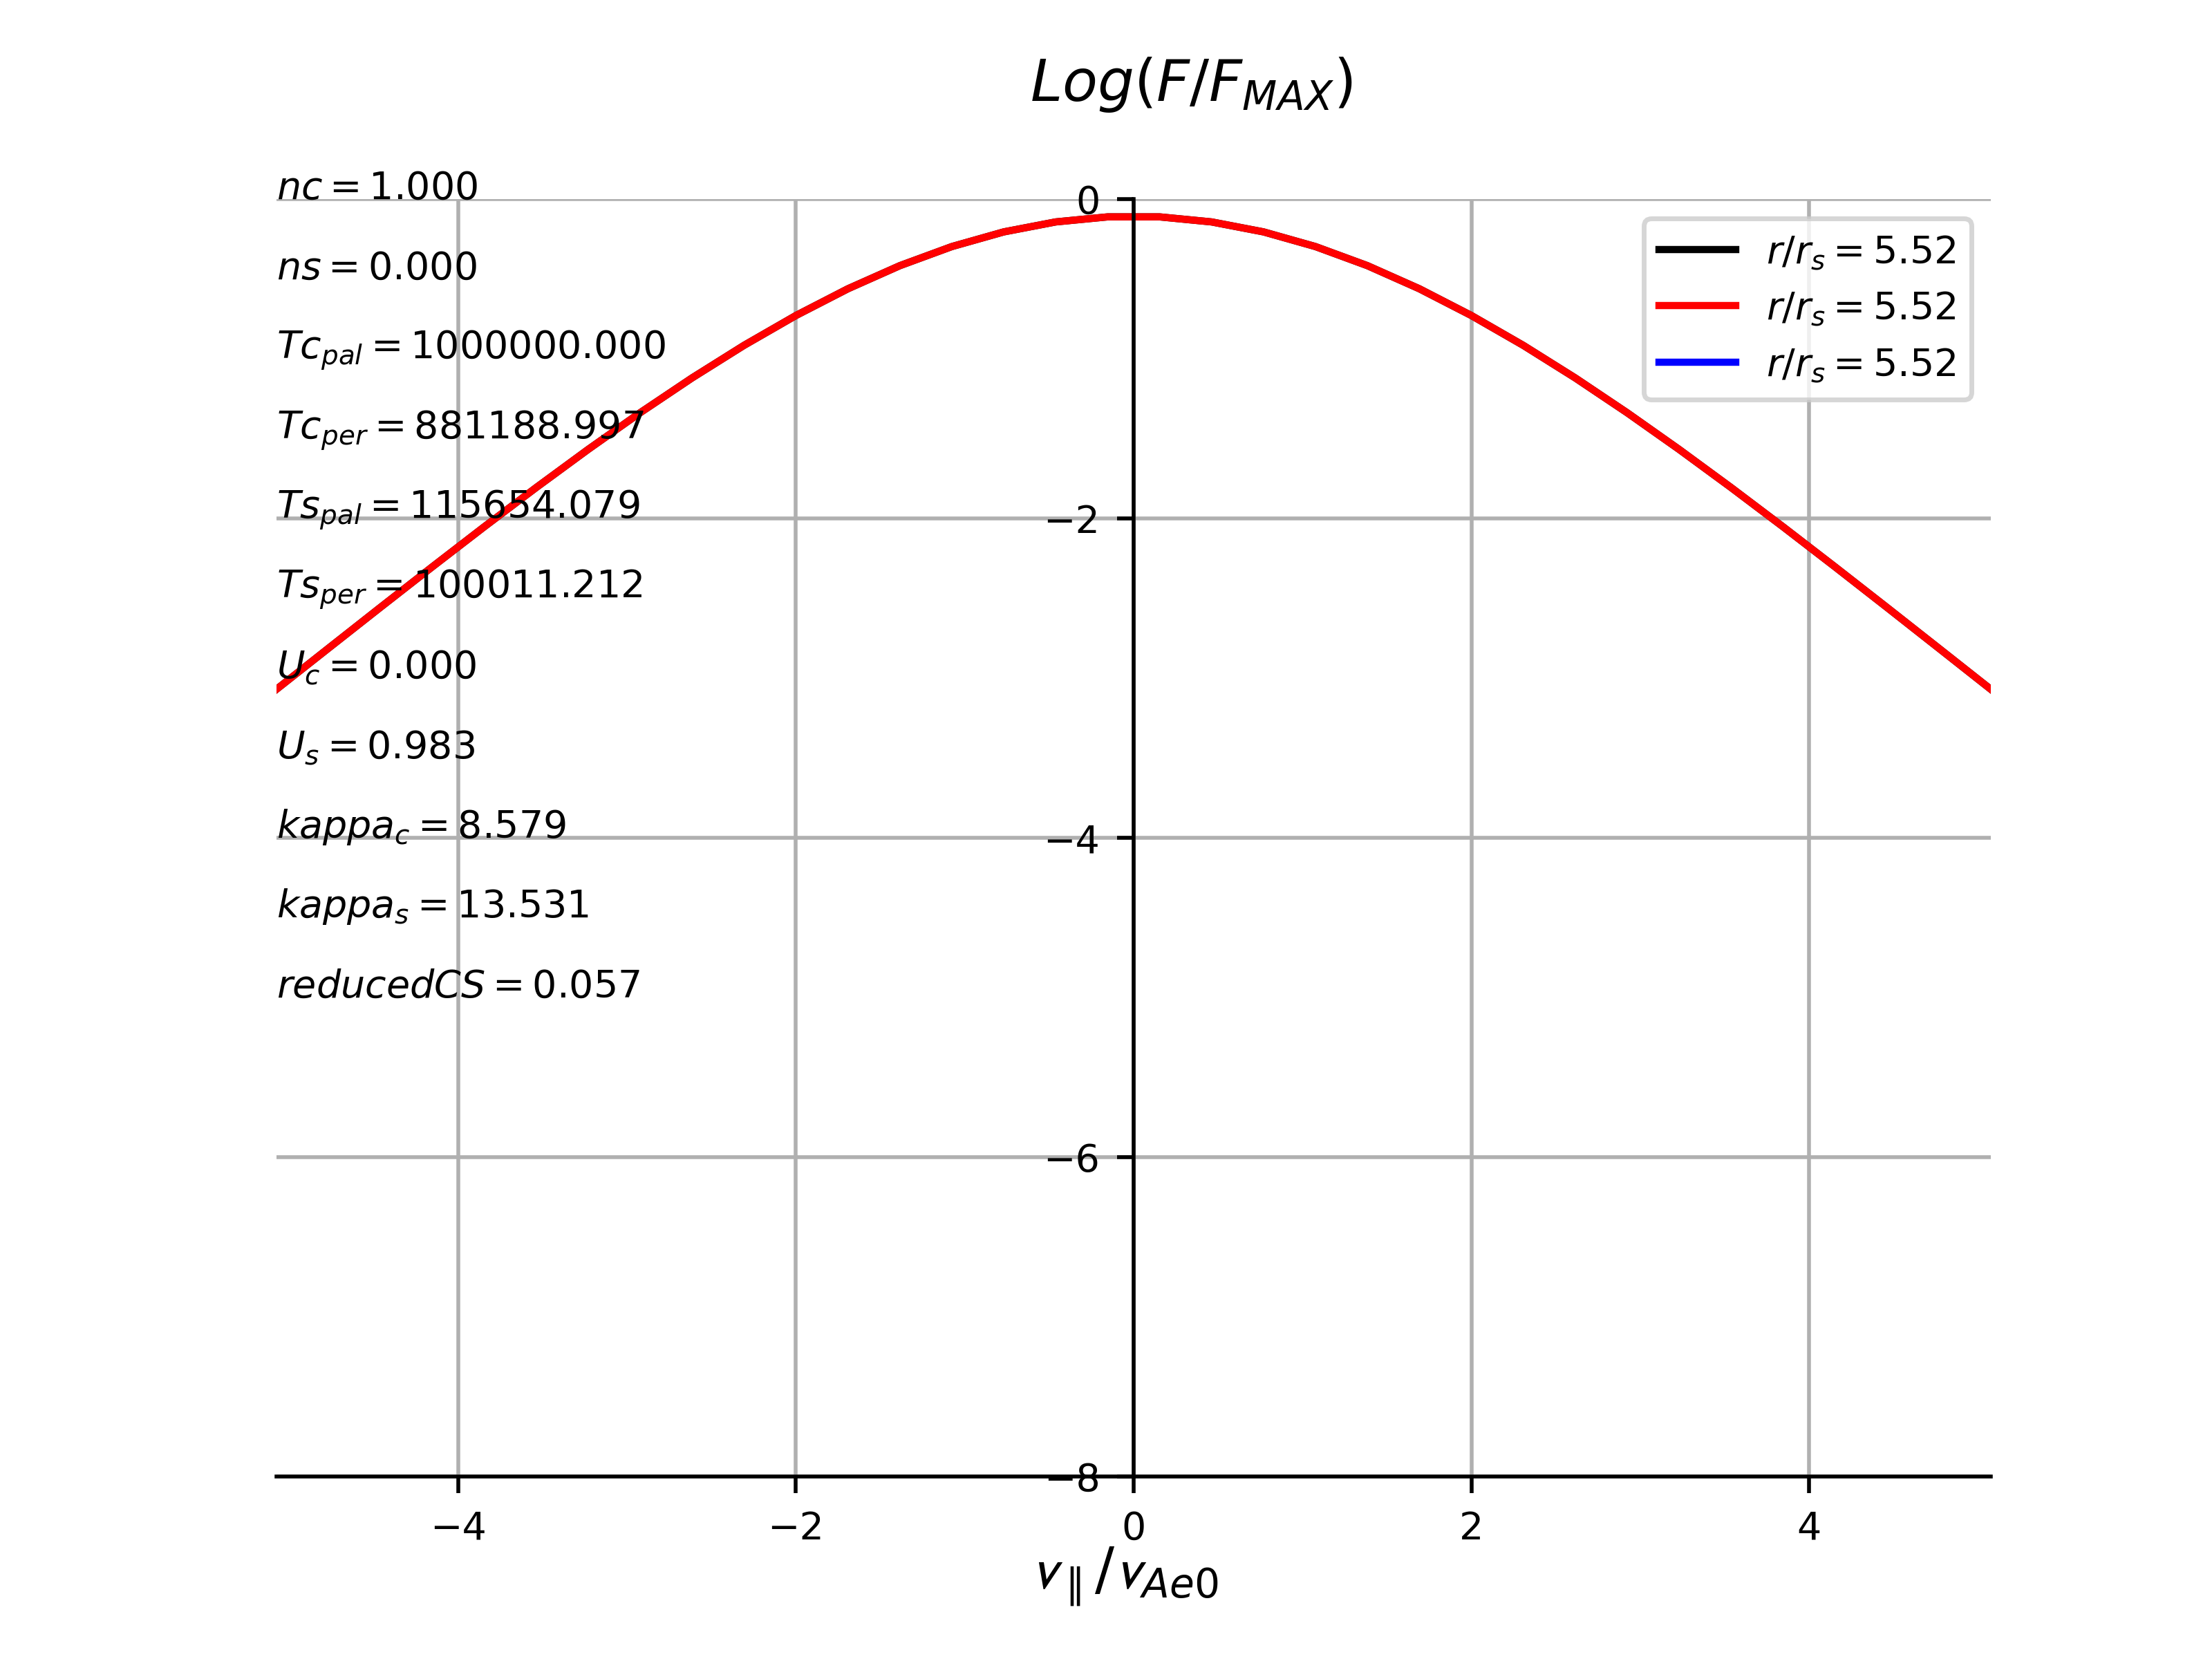 Log(F/F_MAX)
nc = 1.000
ns = 0.000
Tc_pal = 1000000.000
Tc_per = 881188.997
Ts_pal = 115654.079
Ts_per = 100011.212
U_c = 0.000
U_s = 0.983
kappa_c = 8.579
kappa_s = 13.531
reducedCS = 0.057
0
−2
−4
−6
−8
r/r_s = 5.52
r/r_s = 5.52
r/r_s = 5.52
−4 −2 0 2 4
v_∥/v_Ae0